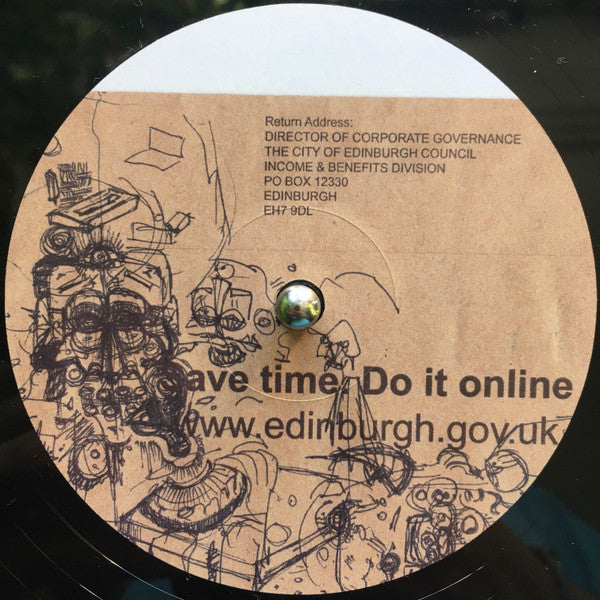 Return Address:
DIRECTOR OF CORPORATE GOVERNANCE
THE CITY OF EDINBURGH COUNCIL
INCOME & BENEFITS DIVISION
PO BOX 12330
EDINBURGH
EH7 9DL
ave time. Do it online
www.edinburgh.gov.uk